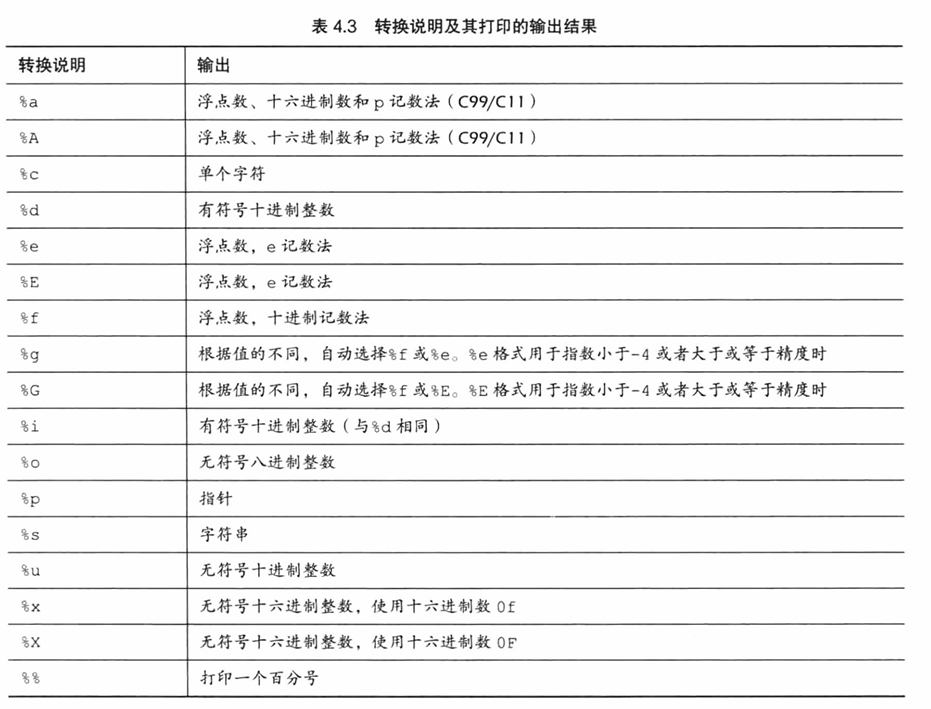 表 4.3 转换说明及其打印的输出结果
转换说明 输出
%a 浮点数、十六进制数和 p 记数法（C99/C11）
%A 浮点数、十六进制数和 p 记数法（C99/C11）
%c 单个字符
%d 有符号十进制整数
%e 浮点数，e 记数法
%E 浮点数，e 记数法
%f 浮点数，十进制记数法
%g 根据值的不同，自动选择%f 或%e。%e 格式用于指数小于-4 或者大于或等于精度时
%G 根据值的不同，自动选择%f 或%E。%E 格式用于指数小于-4 或者大于或等于精度时
%i 有符号十进制整数（与%d 相同）
%o 无符号八进制整数
%p 指针
%s 字符串
%u 无符号十进制整数
%x 无符号十六进制整数，使用十六进制数 0f
%X 无符号十六进制整数，使用十六进制数 0F
%% 打印一个百分号